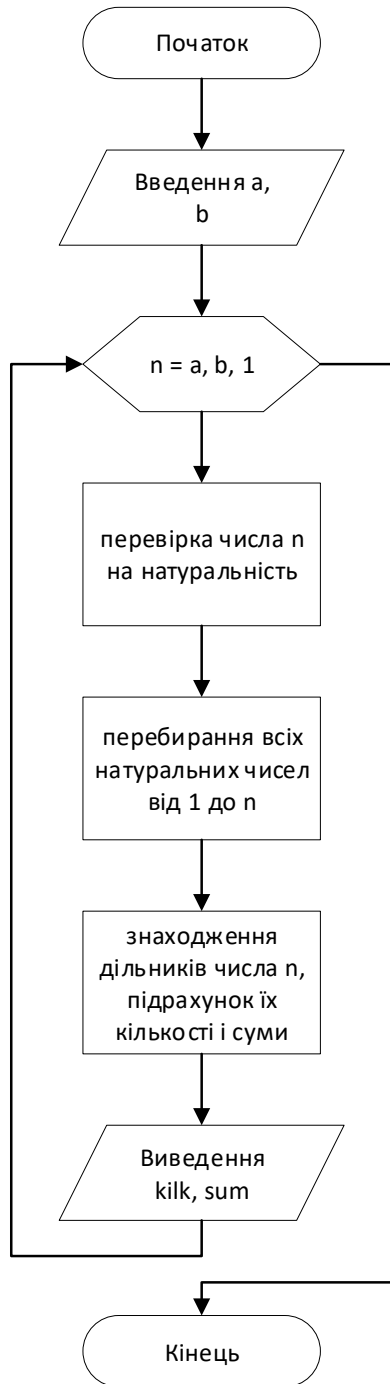 Початок
Введення a,
b
n = a, b, 1
перевірка числа n
на натуральність
перебирання всіх
натуральних чисел
від 1 до n
знаходження
дільників числа n,
підрахунок їх
кількості і суми
Виведення
kilk, sum
Кінець